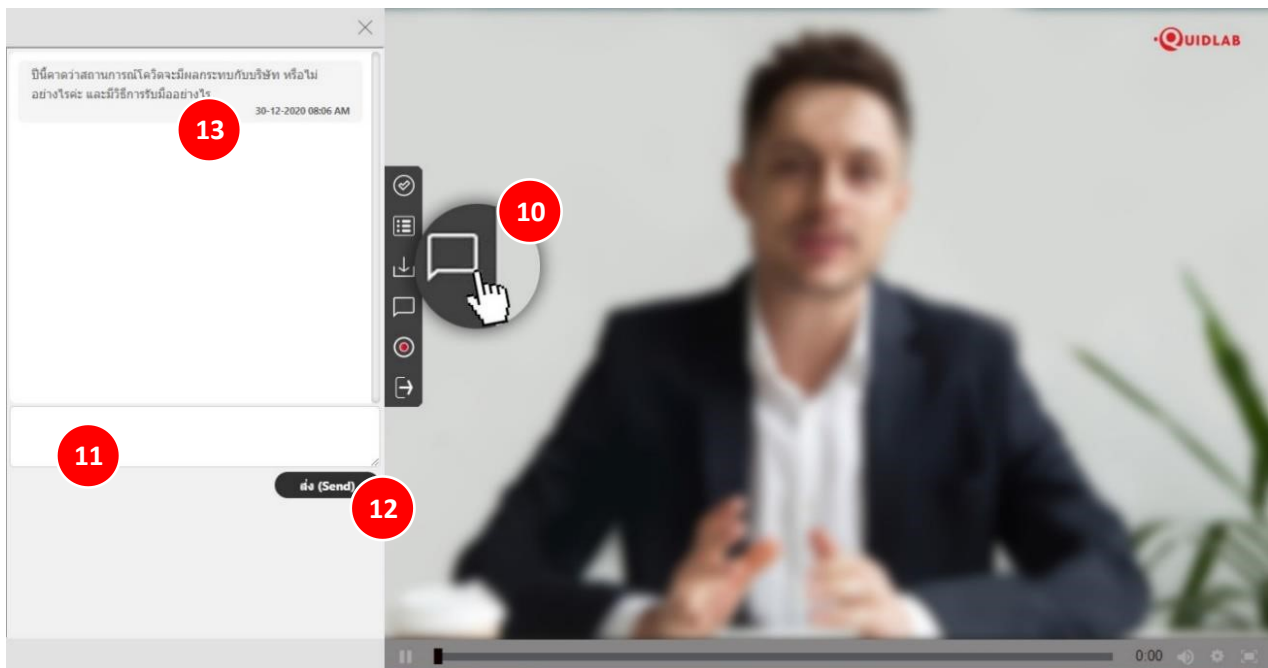 QUIDLAB
ปีนี้คาดว่าสถานการณ์โควิดจะมีผลกระทบกับบริษัท หรือไม่
อย่างไรค่ะ และมีวิธีการรับมืออย่างไร
30-12-2020 08:06 AM
13
10
11
ส่ง (Send)
12
0:00